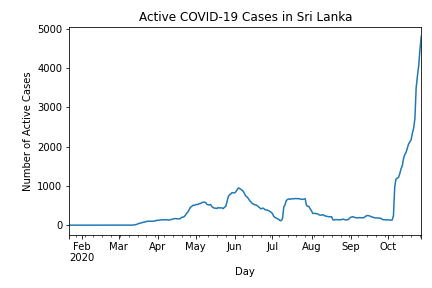 Active COVID-19 Cases in Sri Lanka
5000
4000
3000
2000
1000
0
Number of Active Cases
Feb Mar Apr May Jun Jul Aug Sep Oct
2020
Day